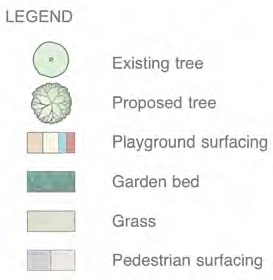 LEGEND
Existing tree
Proposed tree
Playground surfacing
Garden bed
Grass
Pedestrian surfacing